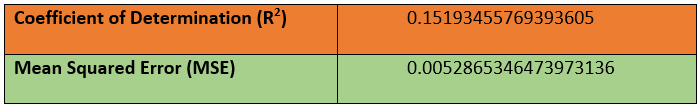 Coefficient of Determination (R²) 0.15193455769393605
Mean Squared Error (MSE) 0.0052865346473973136